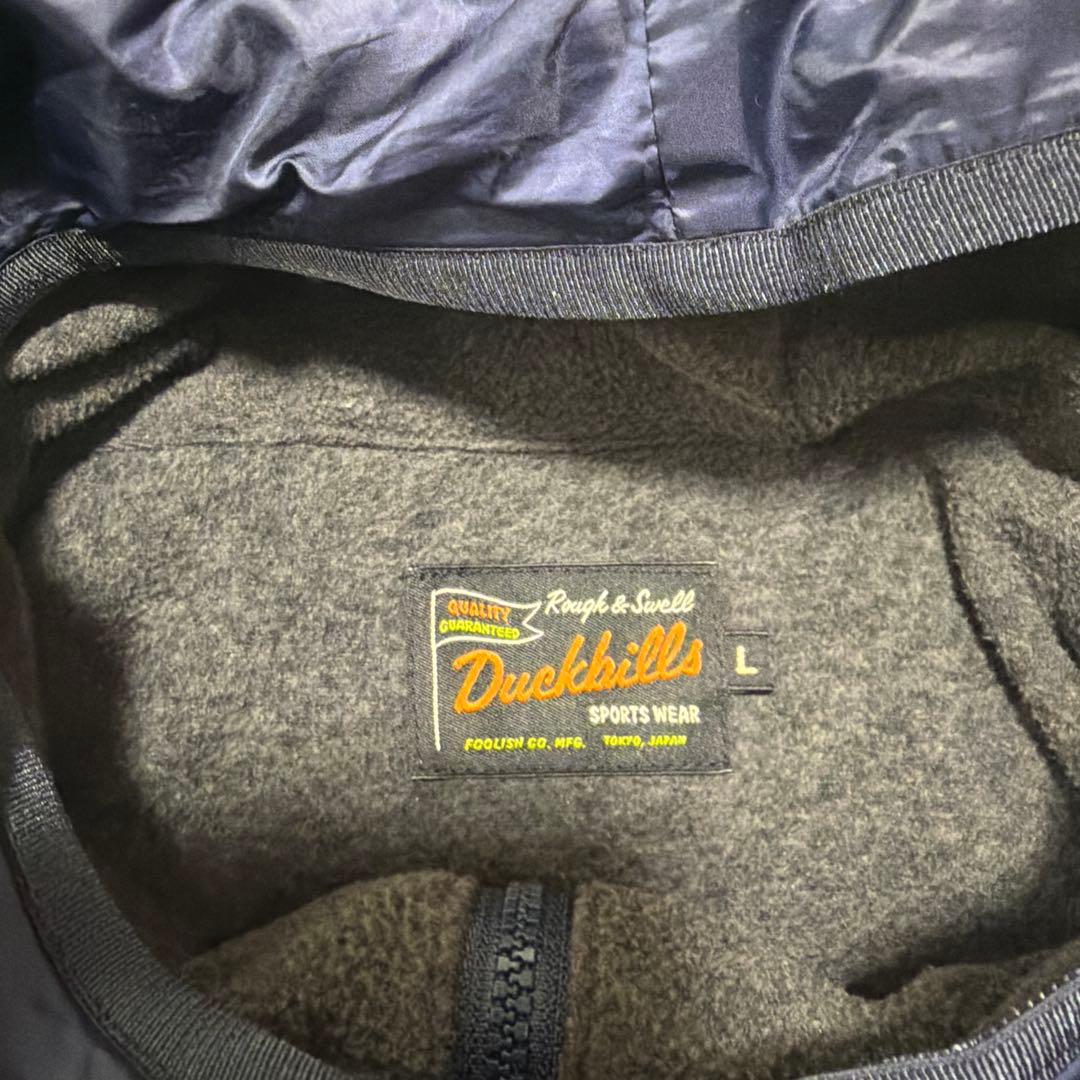 QUALITY
GUARANTEED
Rough & Swell
Duckbills
SPORTS WEAR
FOOLISH CO. MFG. TOKYO, JAPAN
L